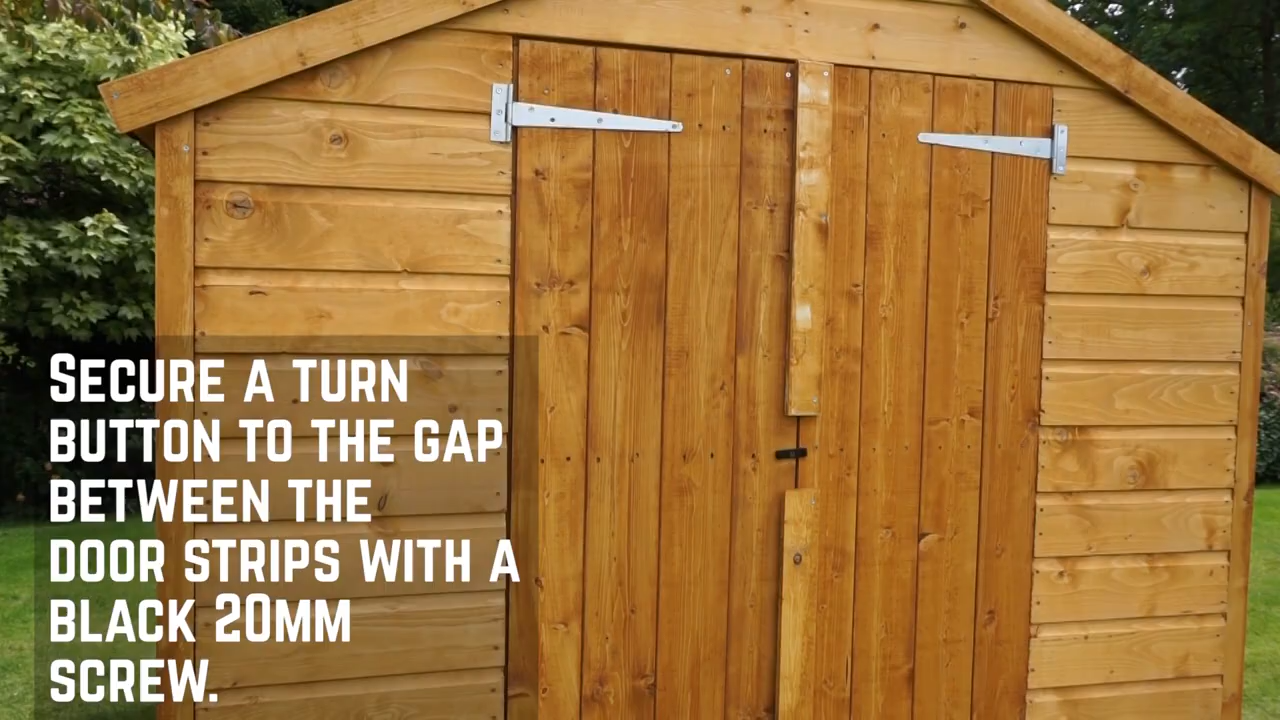 Secure a turn
button to the gap
between the
door strips with a
black 20mm
screw.